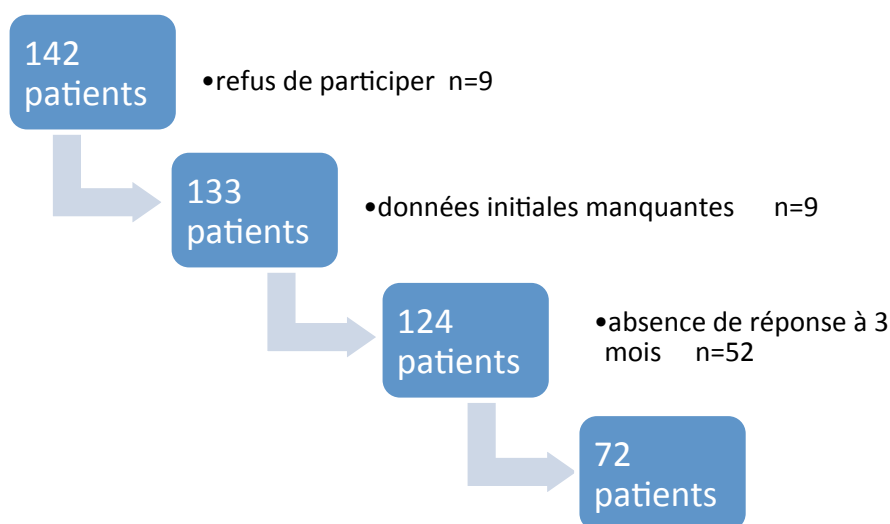 142
patients
•refus de participer n=9
133
patients
•données initiales manquantes n=9
124
patients
•absence de réponse à 3
mois n=52
72
patients